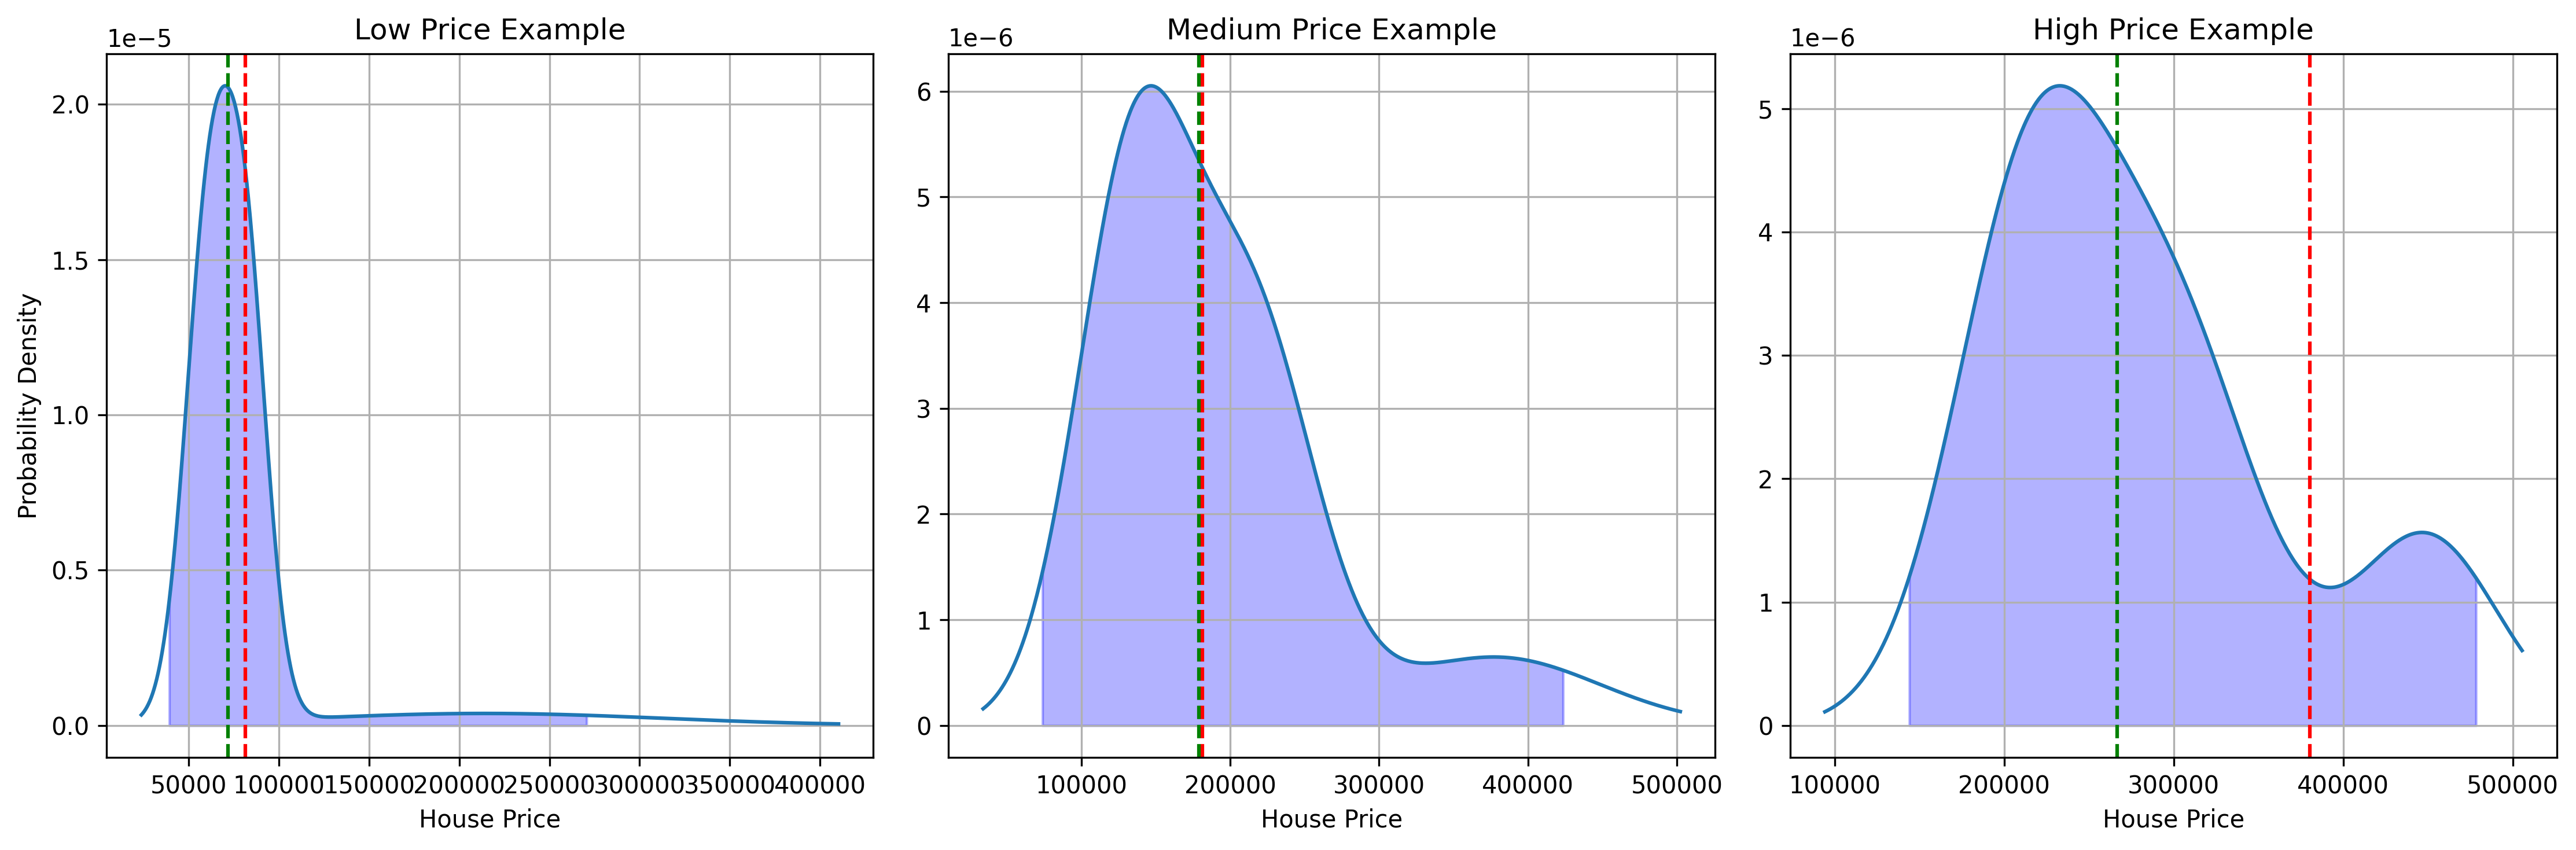 Low Price Example
1e−5
2.0
1.5
1.0
0.5
0.0
Probability Density
50000 100000 150000 200000 250000 300000 350000 400000
House Price
Medium Price Example
1e−6
6
5
4
3
2
1
0
100000 200000 300000 400000 500000
House Price
High Price Example
1e−6
5
4
3
2
1
0
100000 200000 300000 400000 500000
House Price